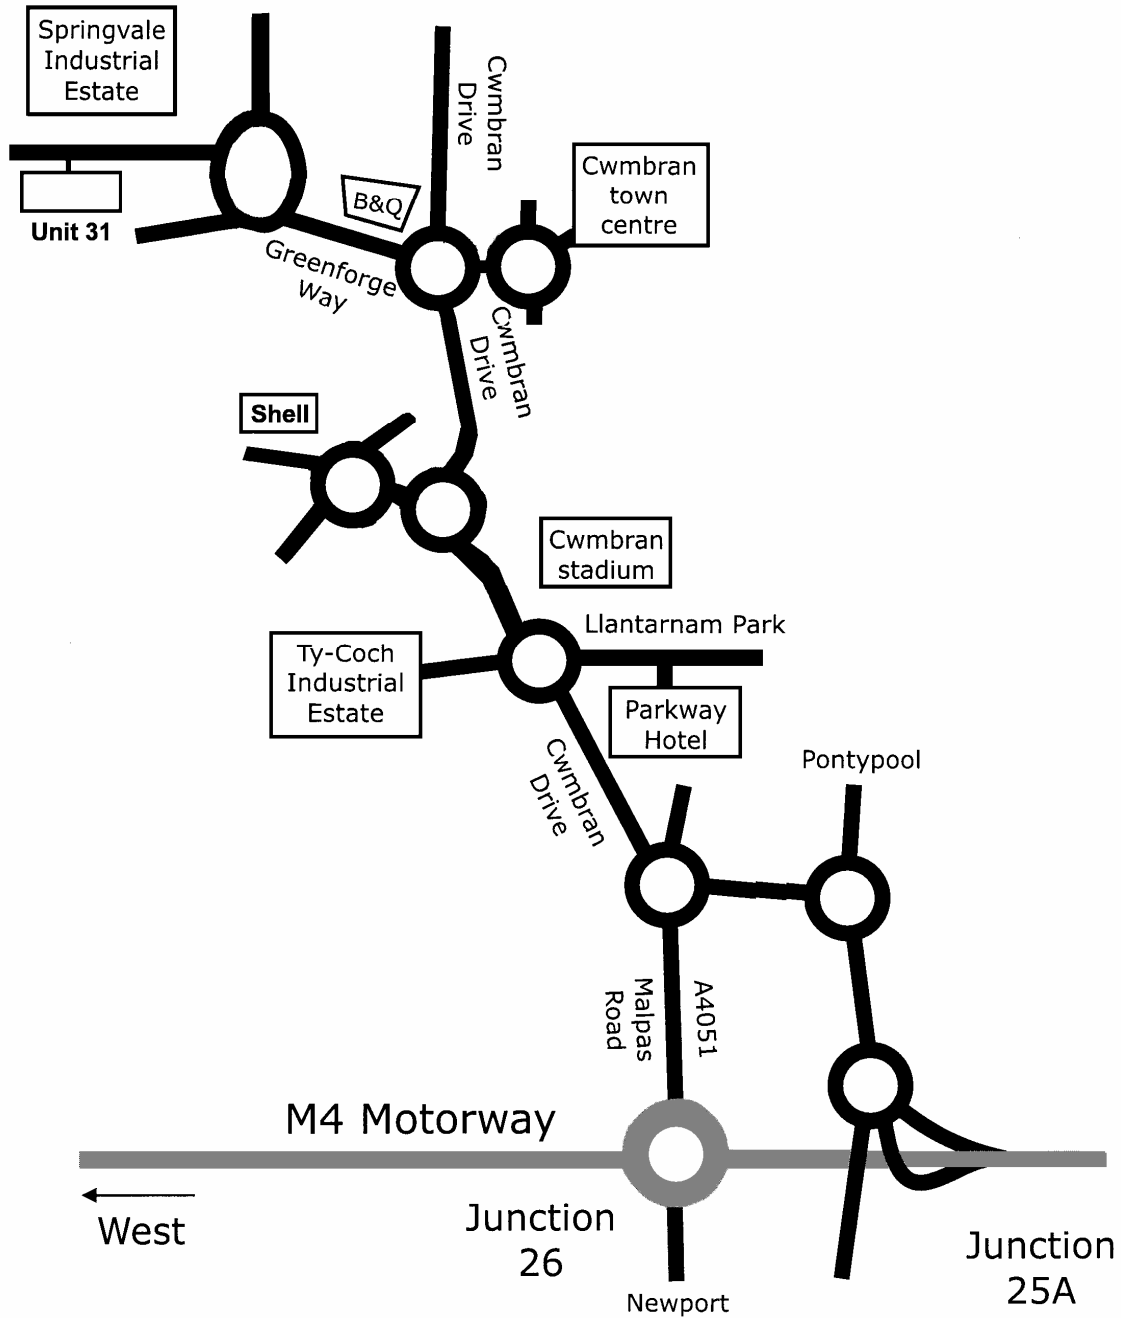 Springvale
Industrial
Estate
Cwmbran
Drive
B&Q
Cwmbran
town
centre
Unit 31
Greenforge
Way
Cwmbran
Drive
Shell
Cwmbran
stadium
Llantarnam Park
Ty-Coch
Industrial
Estate
Parkway
Hotel
Cwmbran
Drive
Pontypool
A4051
Malpas
Road
M4 Motorway
West
Junction
26
Junction
25A
Newport